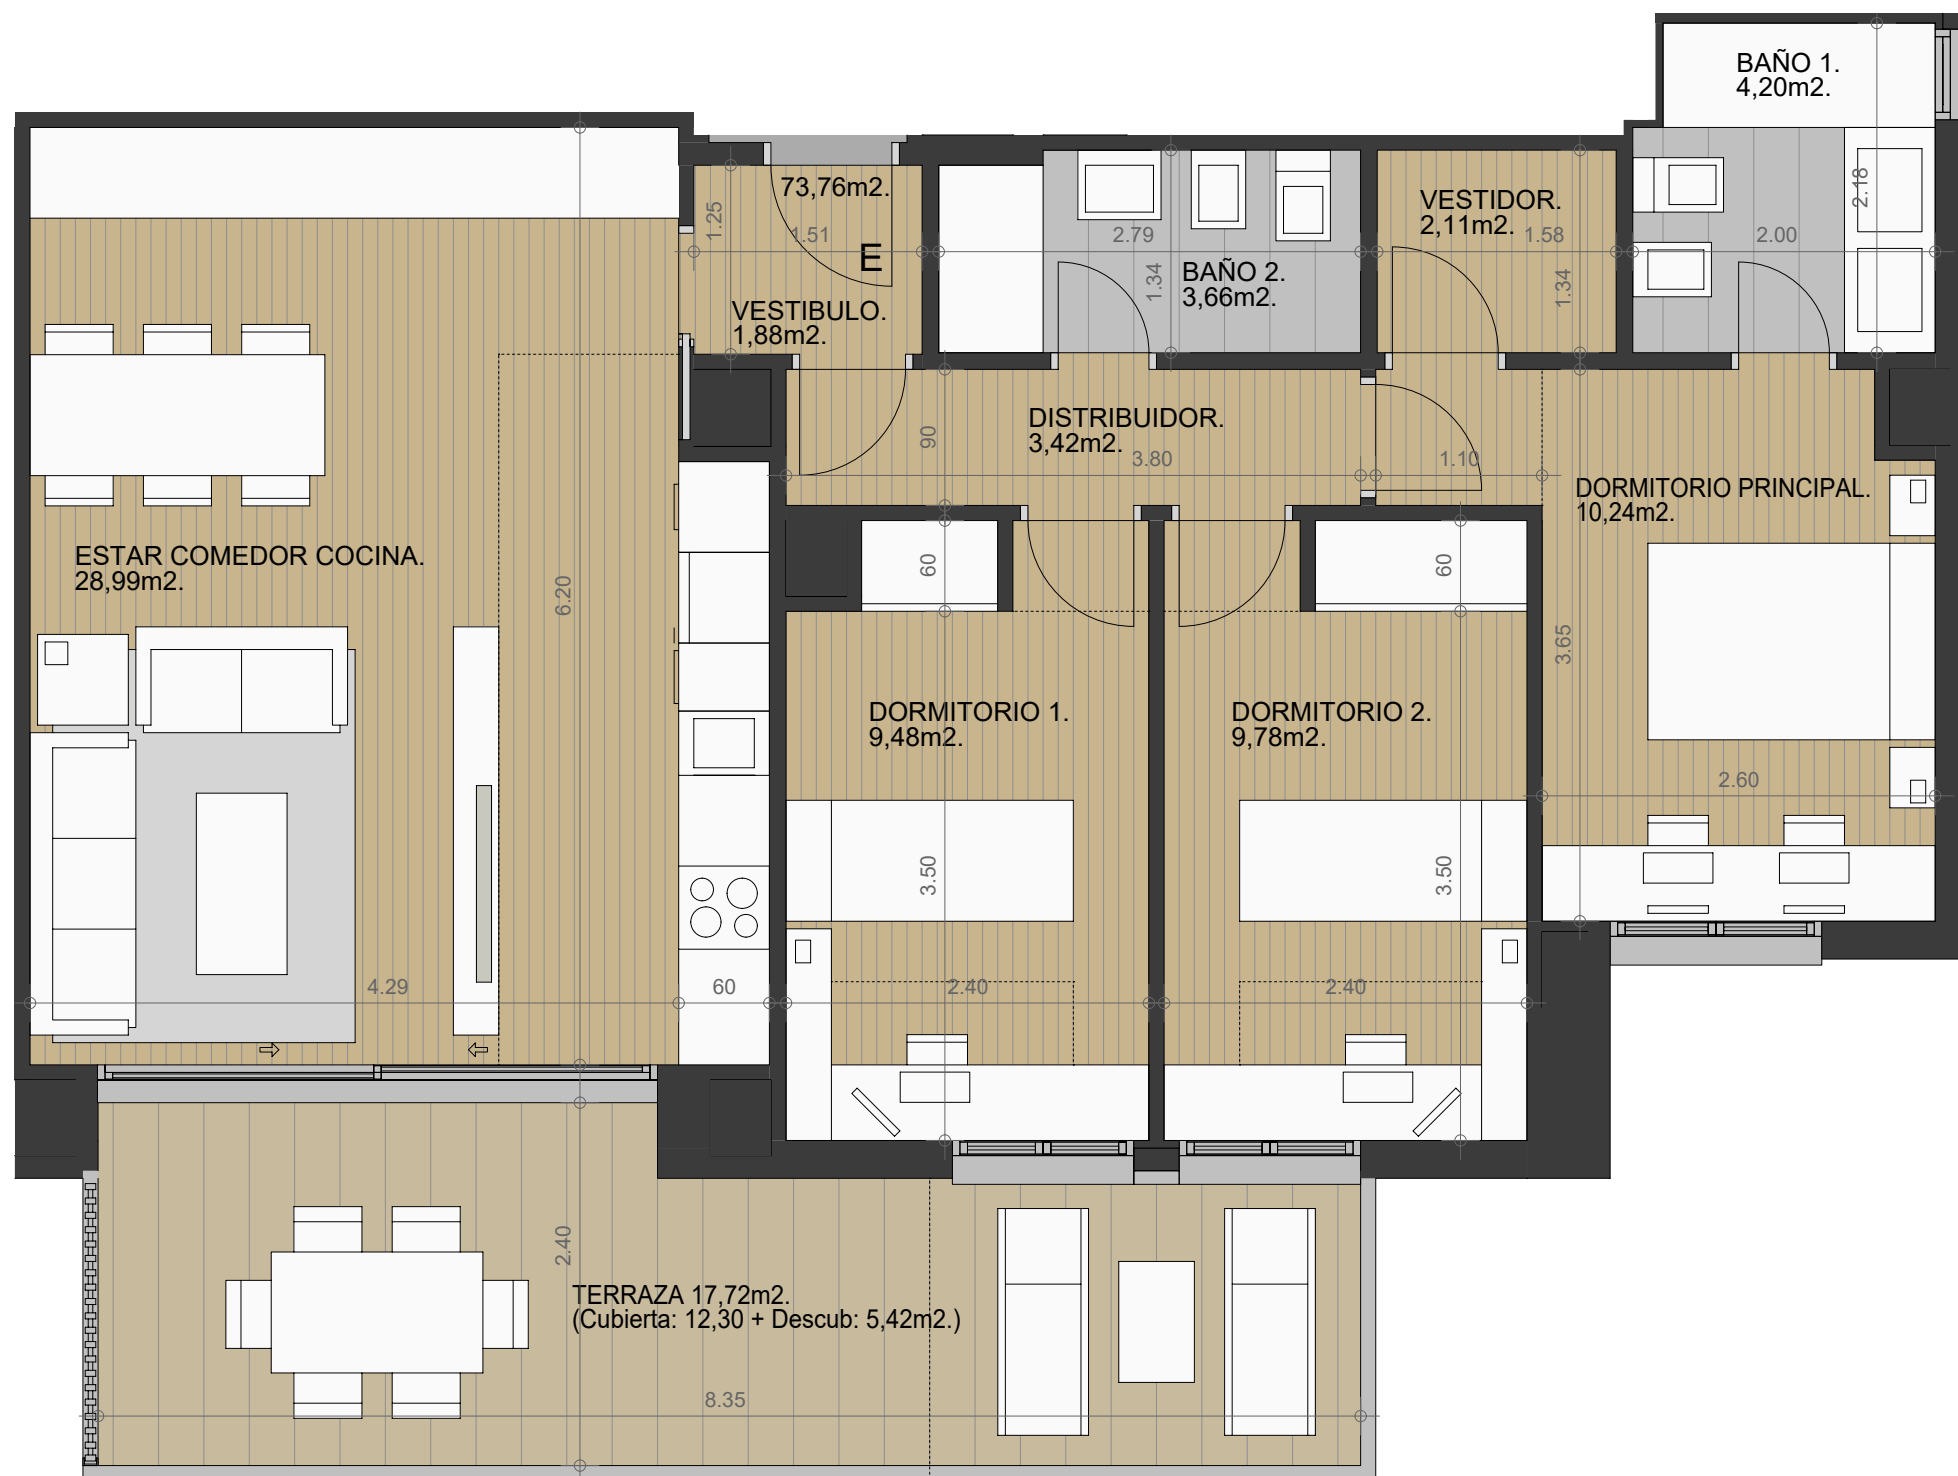 BAÑO 1.
4,20m2.
2.18
2.00
73,76m2.
1.25
1.51
E
VESTIBULO.
1,88m2.
2.79
1.34
BAÑO 2.
3,66m2.
VESTIDOR.
2,11m2.
1.58
1.34
DISTRIBUIDOR.
3,42m2.
90
3.80
1.10
DORMITORIO PRINCIPAL.
10,24m2.
3.65
2.60
ESTAR COMEDOR COCINA.
28,99m2.
6.20
4.29
60
60
DORMITORIO 1.
9,48m2.
3.50
2.40
60
DORMITORIO 2.
9,78m2.
3.50
2.40
2.40
TERRAZA 17,72m2.
(Cubierta: 12,30 + Descub: 5,42m2.)
8.35